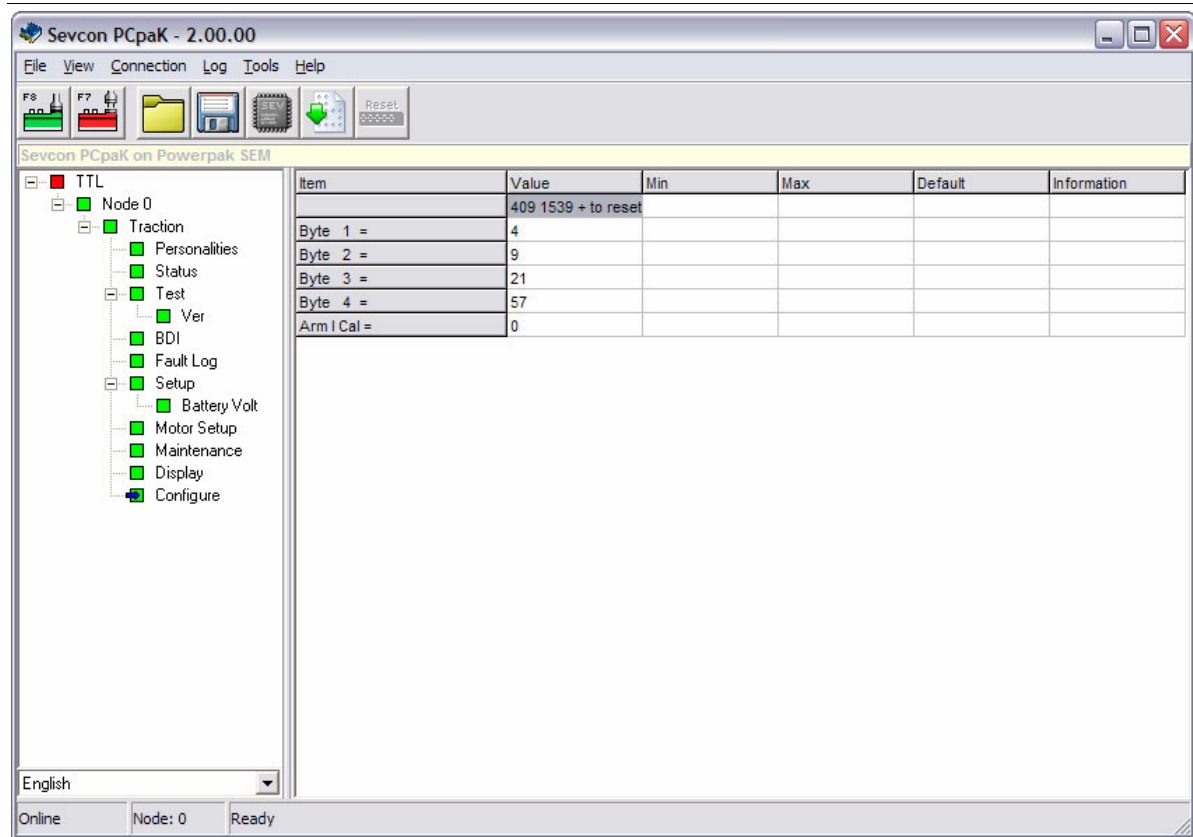 Sevcon PCpaK - 2.00.00
File View Connection Log Tools Help
F8 F7 SEV Reset
Sevcon PCpaK on Powerpak SEM
TTL
Node 0
Traction
Personalities
Status
Test
Ver
BDI
Fault Log
Setup
Battery Volt
Motor Setup
Maintenance
Display
Configure
Item Value Min Max Default Information
409 1539 + to reset
Byte 1 = 4
Byte 2 = 9
Byte 3 = 21
Byte 4 = 57
Arm I Cal = 0
English
Online Node: 0 Ready